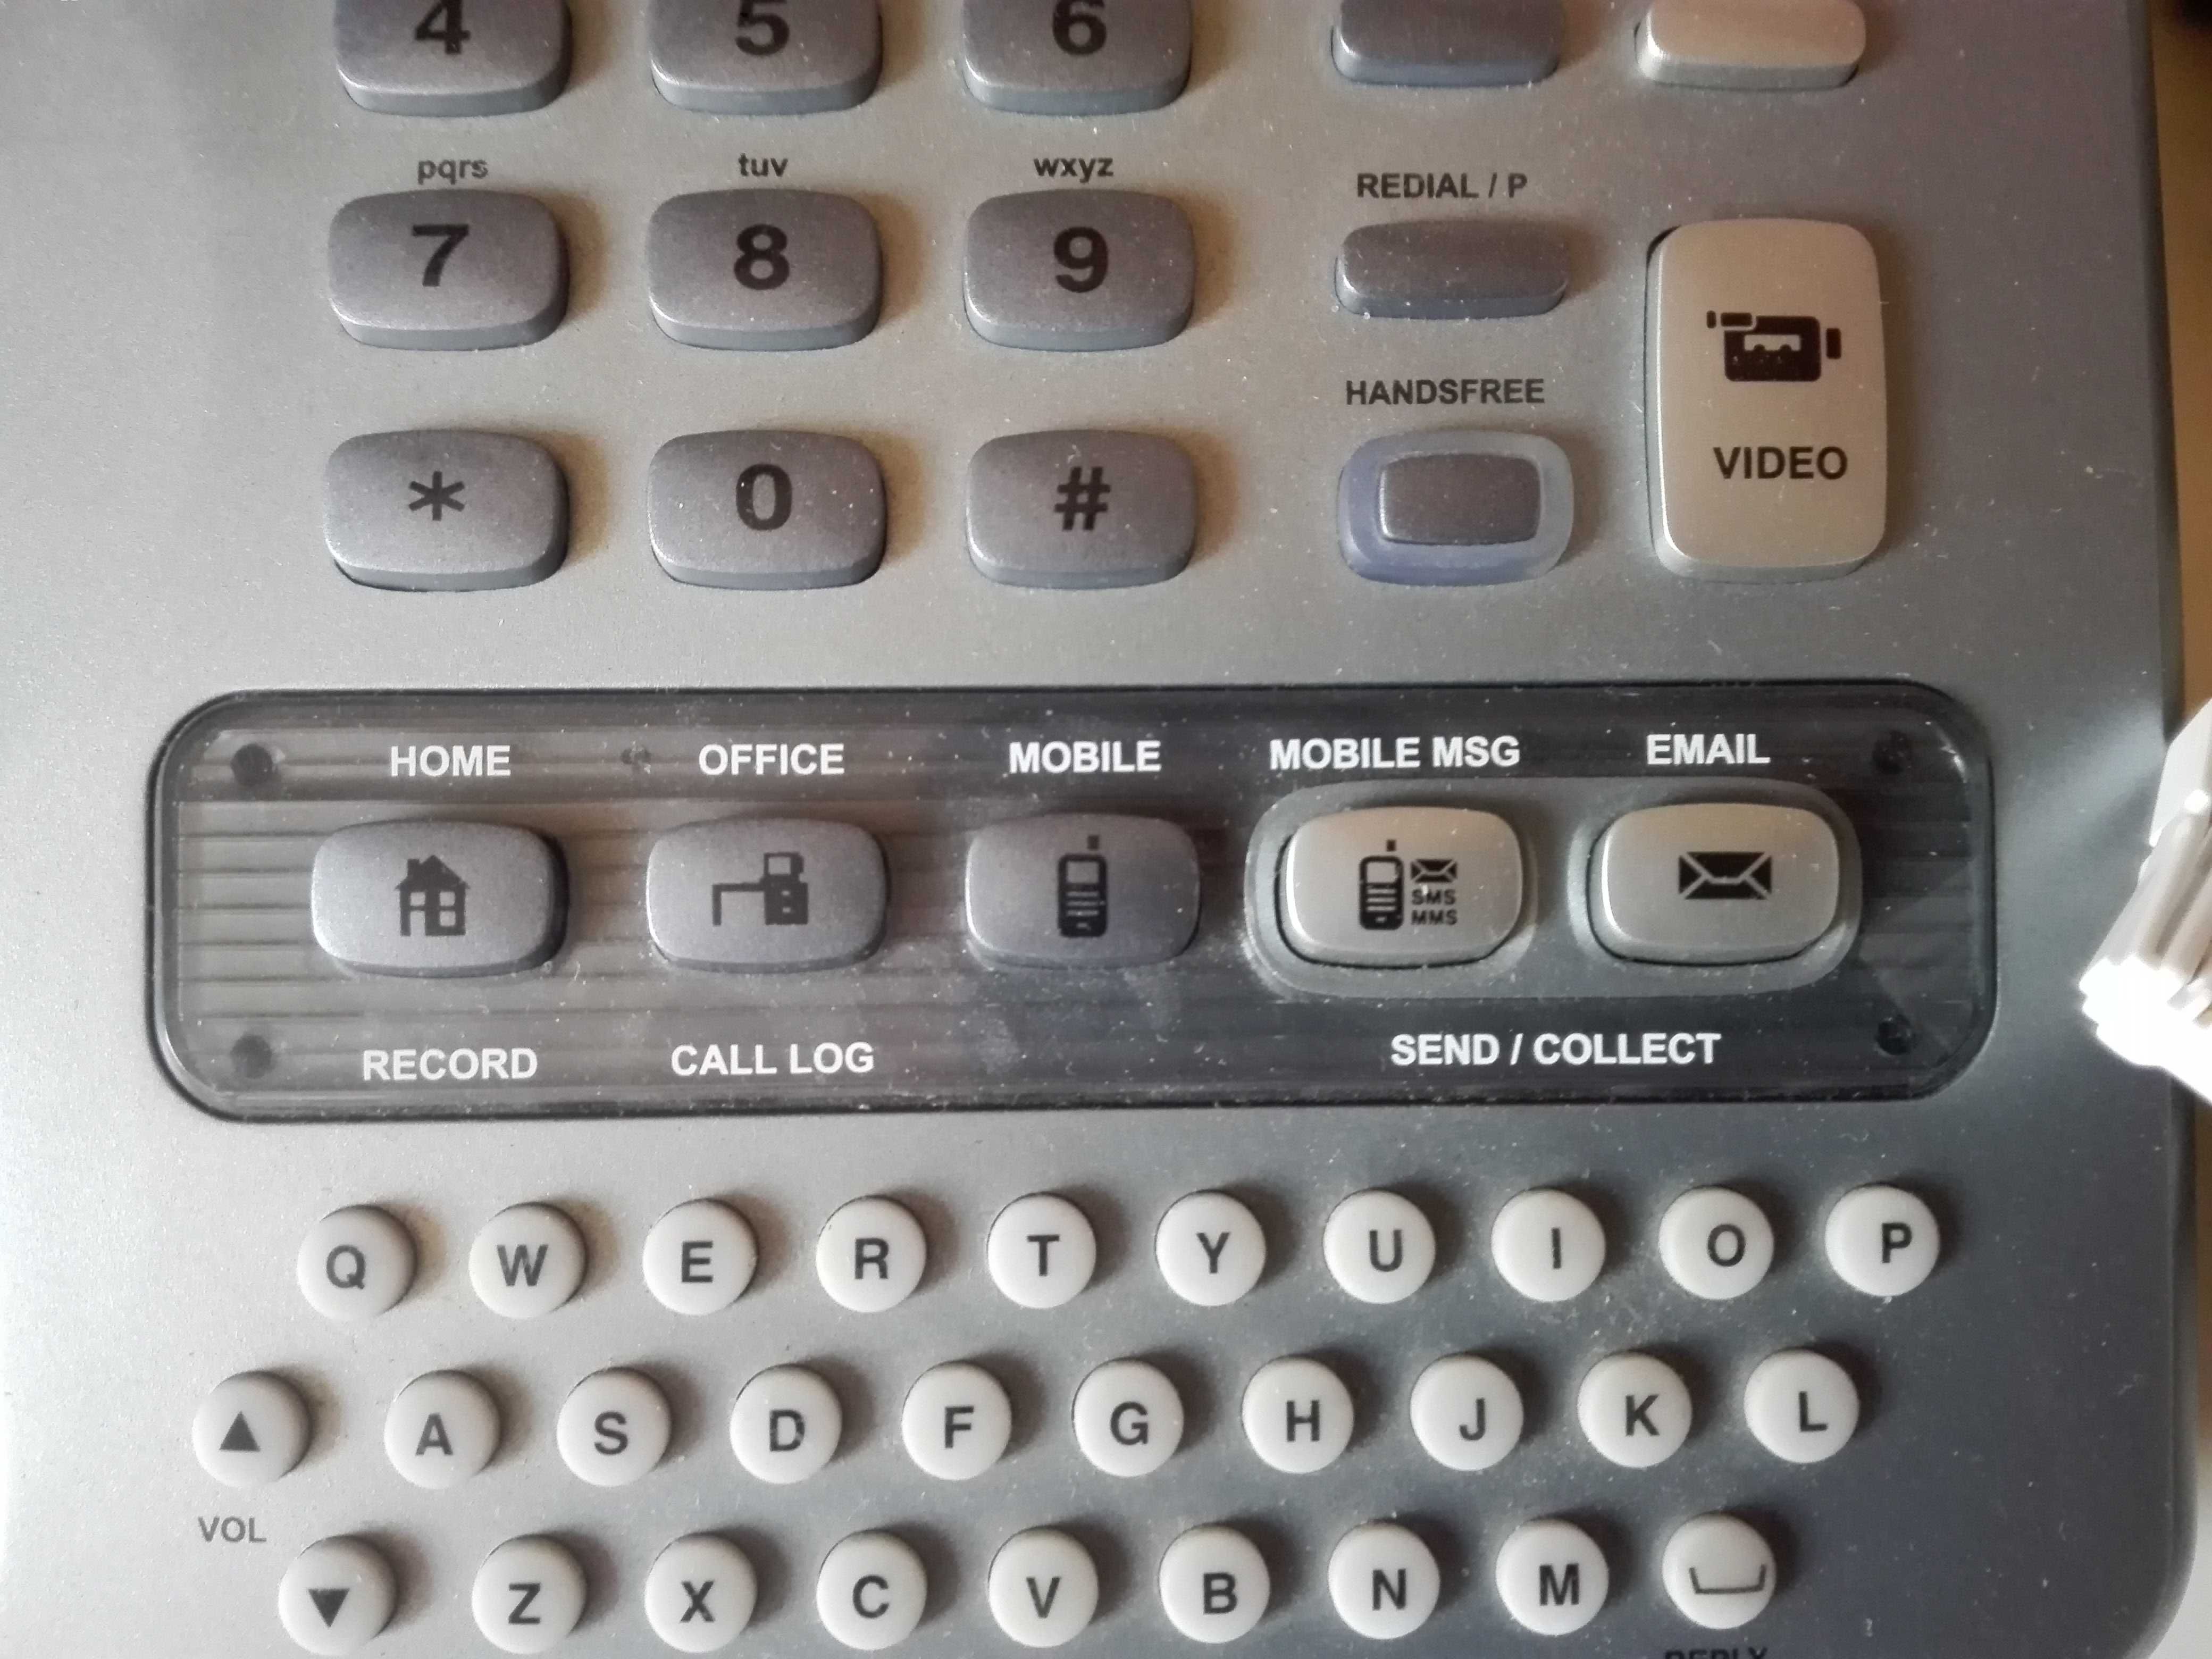 4 5 6
pqrs tuv wxyz REDIAL / P
7 8 9
HANDSFREE
VIDEO
* 0 #
HOME OFFICE MOBILE MOBILE MSG EMAIL
SMS
MMS
RECORD CALL LOG SEND / COLLECT
Q W E R T Y U I O P
A S D F G H J K L
VOL
Z X C V B N M
REPLY